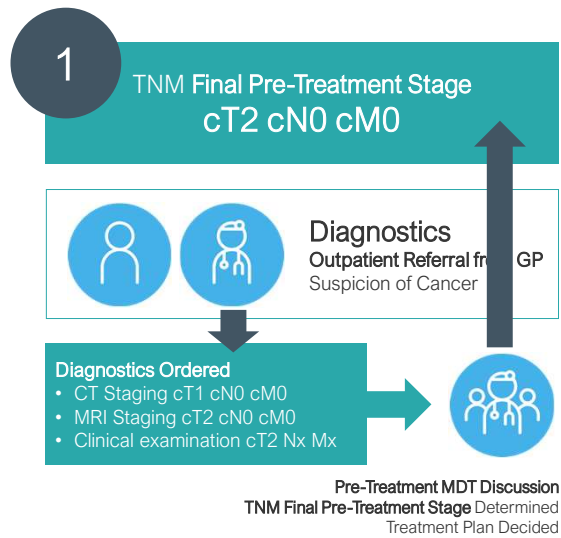 1
TNM Final Pre-Treatment Stage
cT2 cN0 cM0
Diagnostics
Outpatient Referral GP
Suspicion of Cancer
Diagnostics Ordered
• CT Staging cT1 cN0 cM0
• MRI Staging cT2 cN0 cM0
• Clinical examination cT2 Nx Mx
Pre-Treatment MDT Discussion
TNM Final Pre-Treatment Stage Determined
Treatment Plan Decided